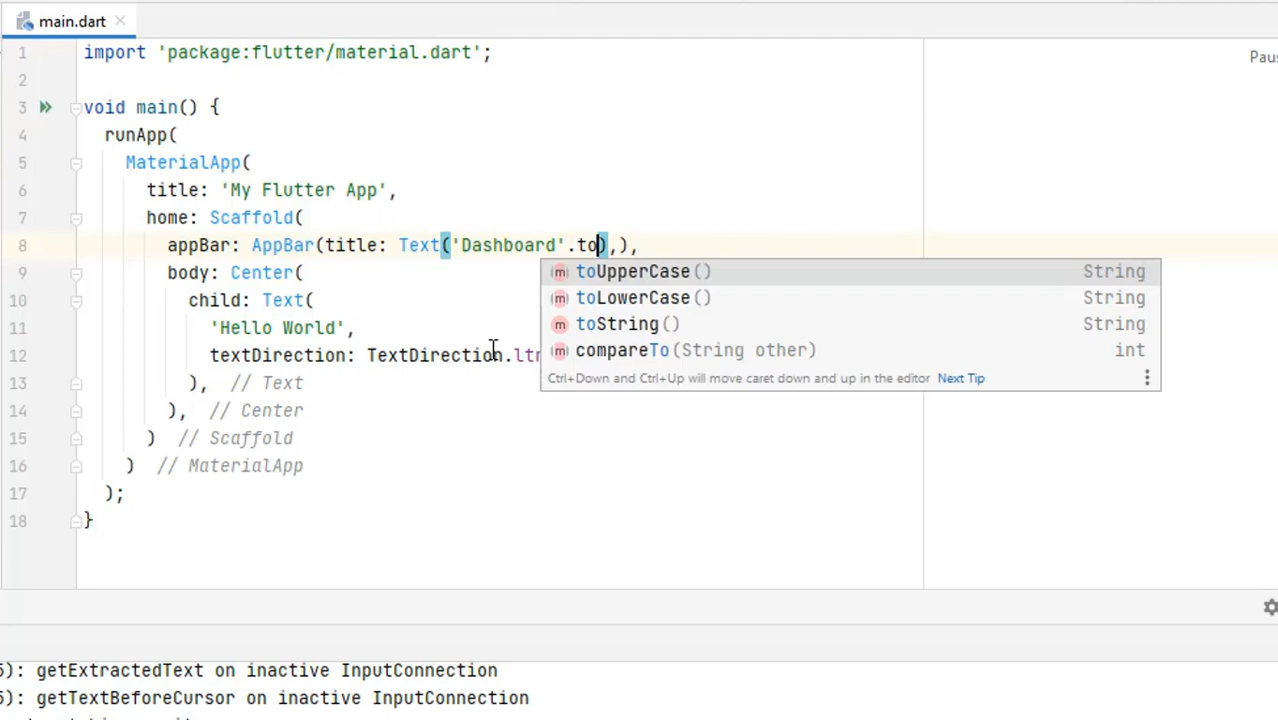 main.dart
1 import 'package:flutter/material.dart';
2
3 void main() {
4 runApp(
5 MaterialApp(
6 title: 'My Flutter App',
7 home: Scaffold(
8 appBar: AppBar(title: Text('Dashboard'.to),),
9 body: Center(
10 child: Text(
11 'Hello World',
12 textDirection: TextDirection.lt
13 ), // Text
14 ), // Center
15 ) // Scaffold
16 ) // MaterialApp
17 );
18 }
Paus
m toUpperCase() String
m toLowerCase() String
m toString() String
m compareTo(String other) int
Ctrl+Down and Ctrl+Up will move caret down and up in the editor Next Tip
5): getExtractedText on inactive InputConnection
5): getTextBeforeCursor on inactive InputConnection